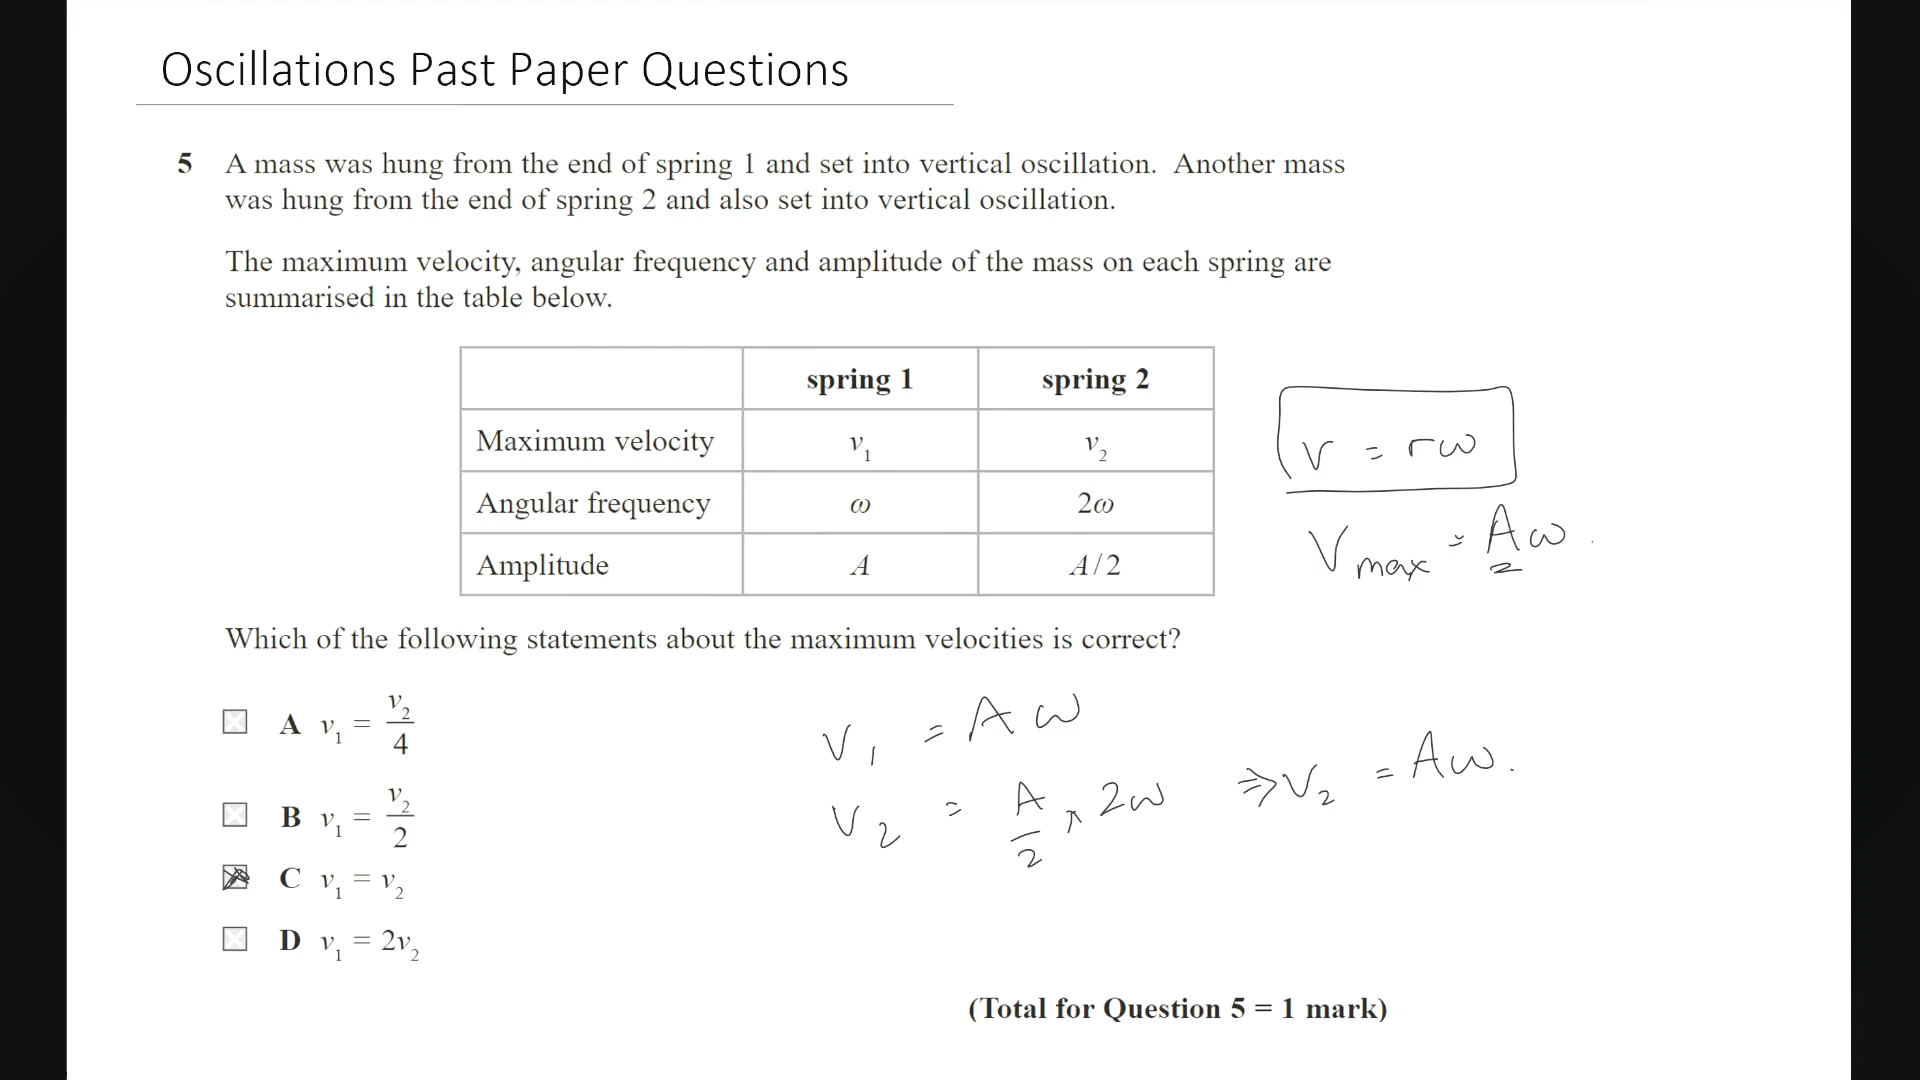 Oscillations Past Paper Questions
5 A mass was hung from the end of spring 1 and set into vertical oscillation. Another mass
was hung from the end of spring 2 and also set into vertical oscillation.
The maximum velocity, angular frequency and amplitude of the mass on each spring are
summarised in the table below.
spring 1 spring 2
Maximum velocity v₁ v₂
Angular frequency ω 2ω
Amplitude A A/2
v = rω
Vmax = Aω.
Which of the following statements about the maximum velocities is correct?
A v₁ = v₂/4
B v₁ = v₂/2
C v₁ = v₂
D v₁ = 2v₂
V₁ = Aω
V₂ = A/2 × 2ω ⇒ V₂ = Aω.
(Total for Question 5 = 1 mark)